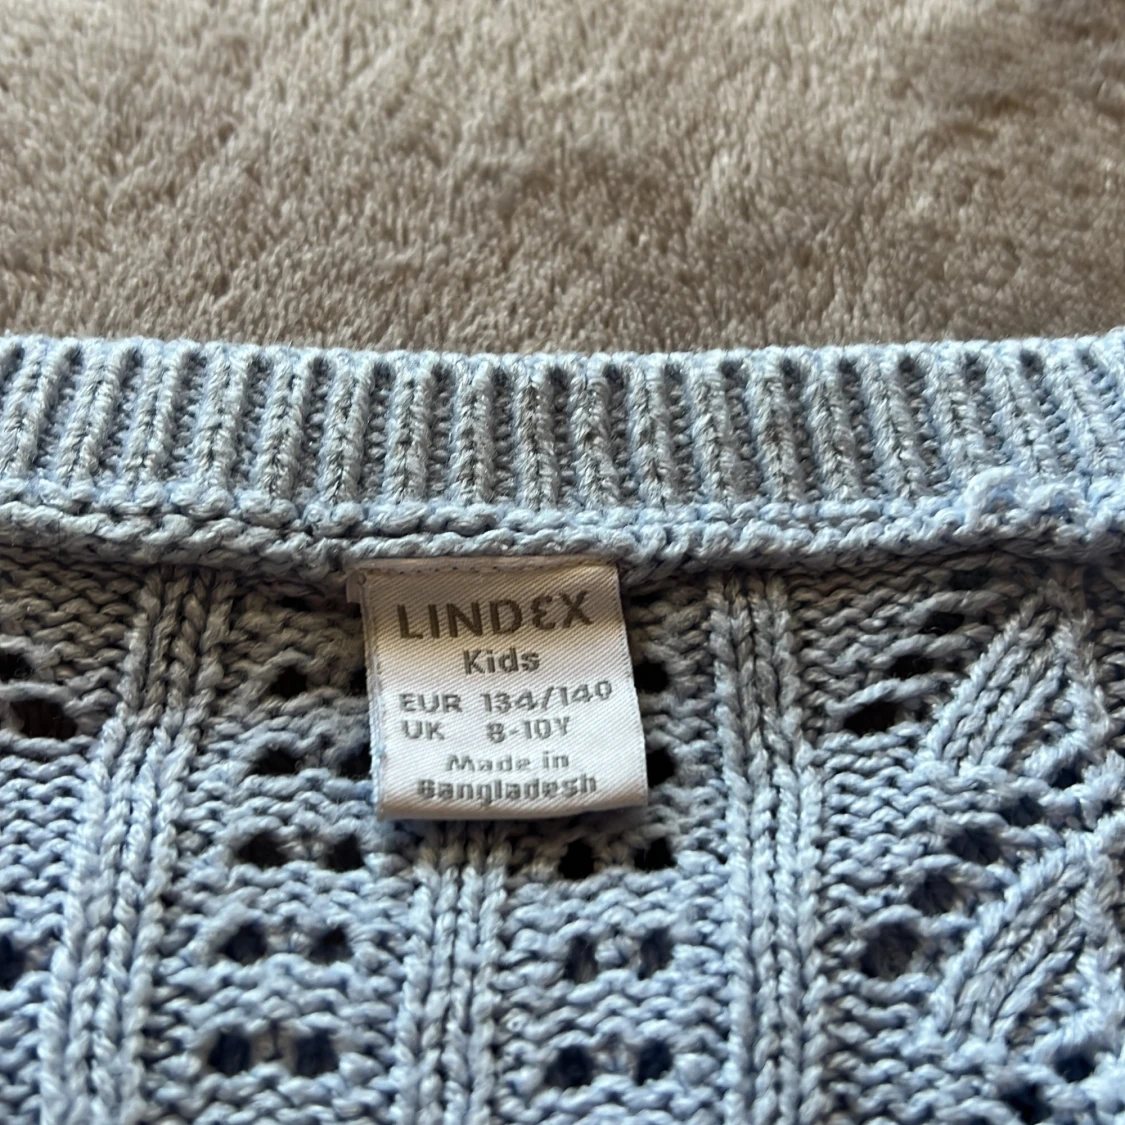 LINDEX
Kids
EUR 134/140
UK 8-10Y
Made in
Bangladesh